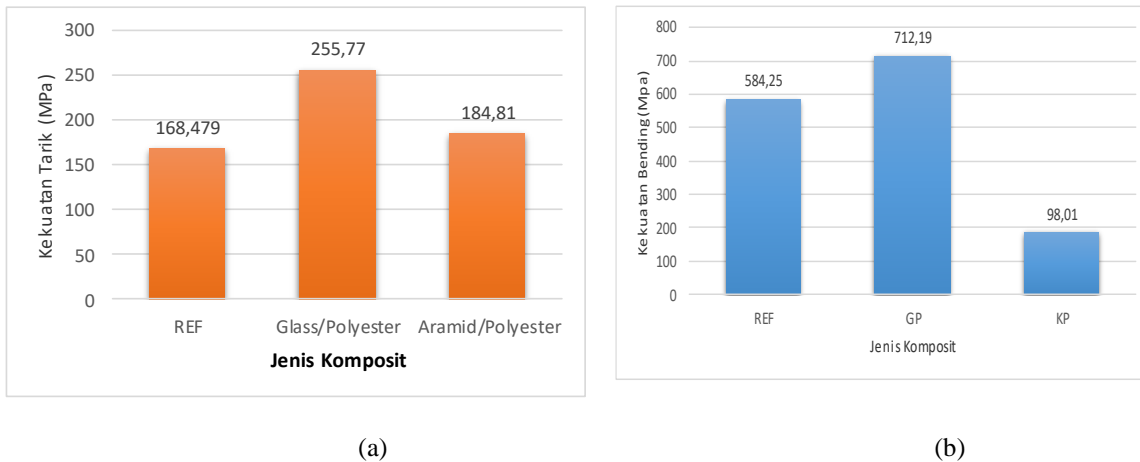 300
250
200
150
100
50
0
Kekuatan Tarik (MPa)
168,479
255,77
184,81
REF Glass/Polyester Aramid/Polyester
Jenis Komposit
(a)
800
700
600
500
400
300
200
100
0
Kekuatan Bending(Mpa)
584,25
712,19
98,01
REF GP KP
Jenis Komposit
(b)